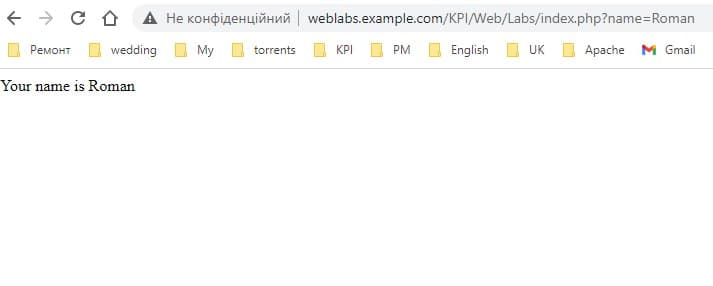 Не конфіденційний weblabs.example.com/KPI/Web/Labs/index.php?name=Roman
Ремонт wedding My torrents KPI PM English UK Apache Gmail
Your name is Roman